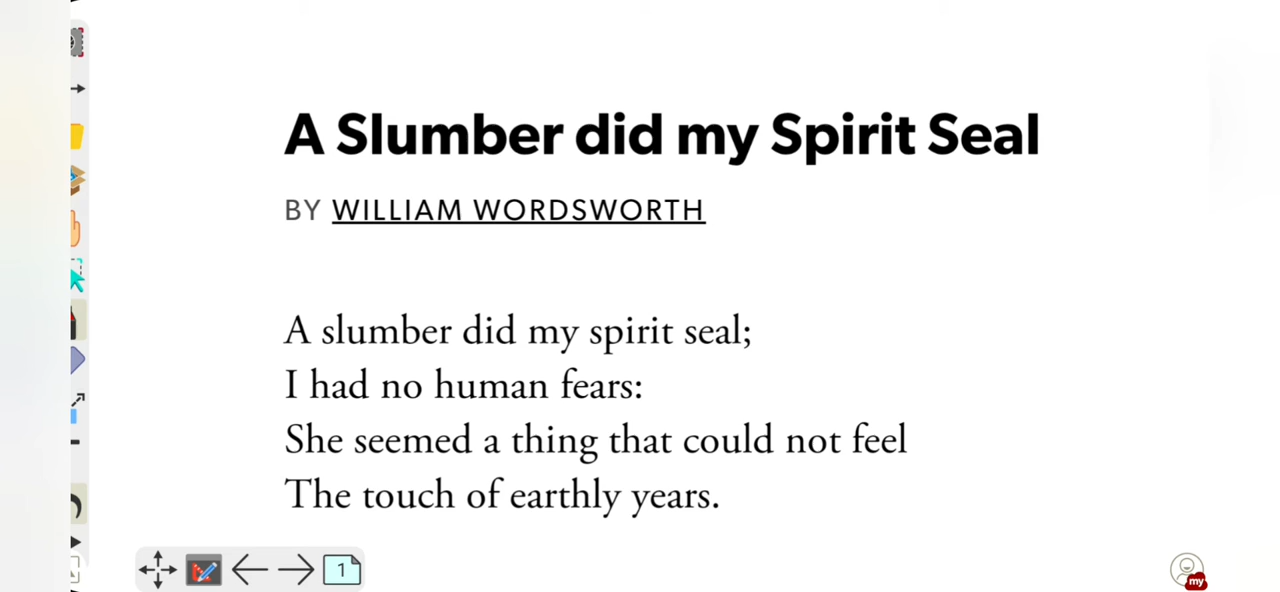 A Slumber did my Spirit Seal
BY WILLIAM WORDSWORTH
A slumber did my spirit seal;
I had no human fears:
She seemed a thing that could not feel
The touch of earthly years.
1
my